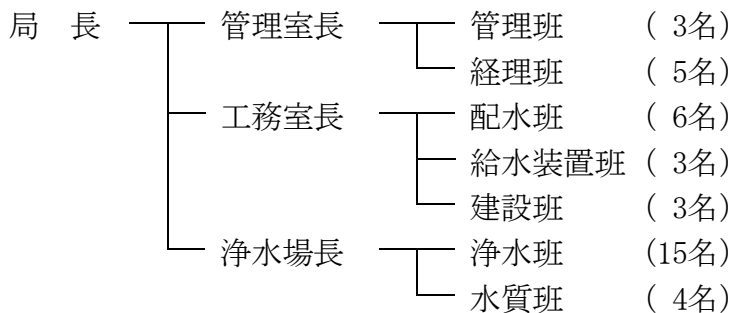 局　長　管理室長　管理班　( 3名)
経理班　( 5名)
工務室長　配水班　( 6名)
給水装置班 ( 3名)
建設班　( 3名)
浄水場長　浄水班　(15名)
水質班　( 4名)